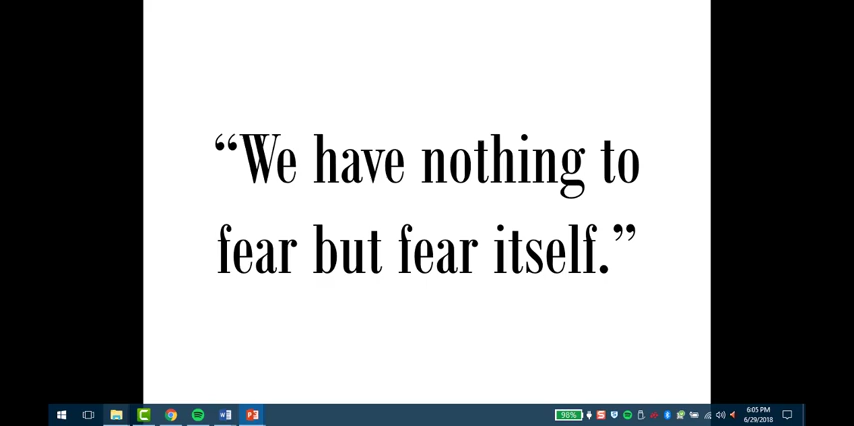 “We have nothing to
fear but fear itself.”
98%
6:05 PM
6/29/2018